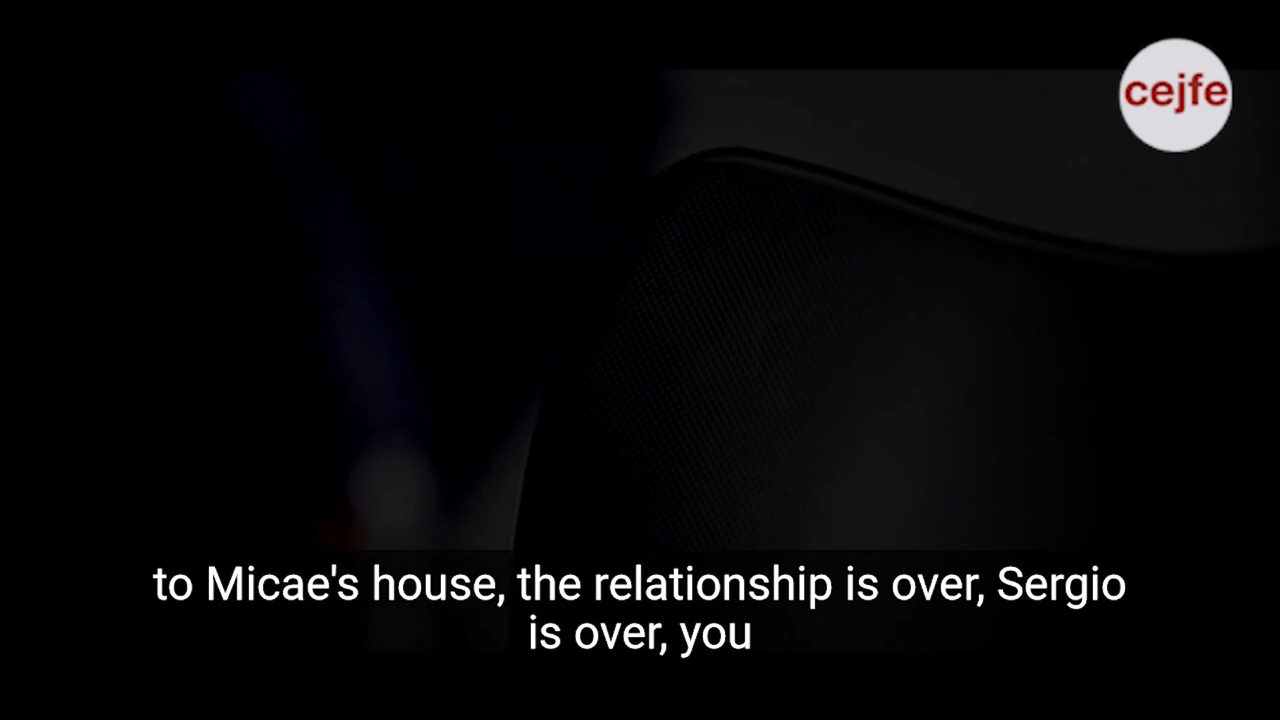 cejfe
to Micae's house, the relationship is over, Sergio
is over, you